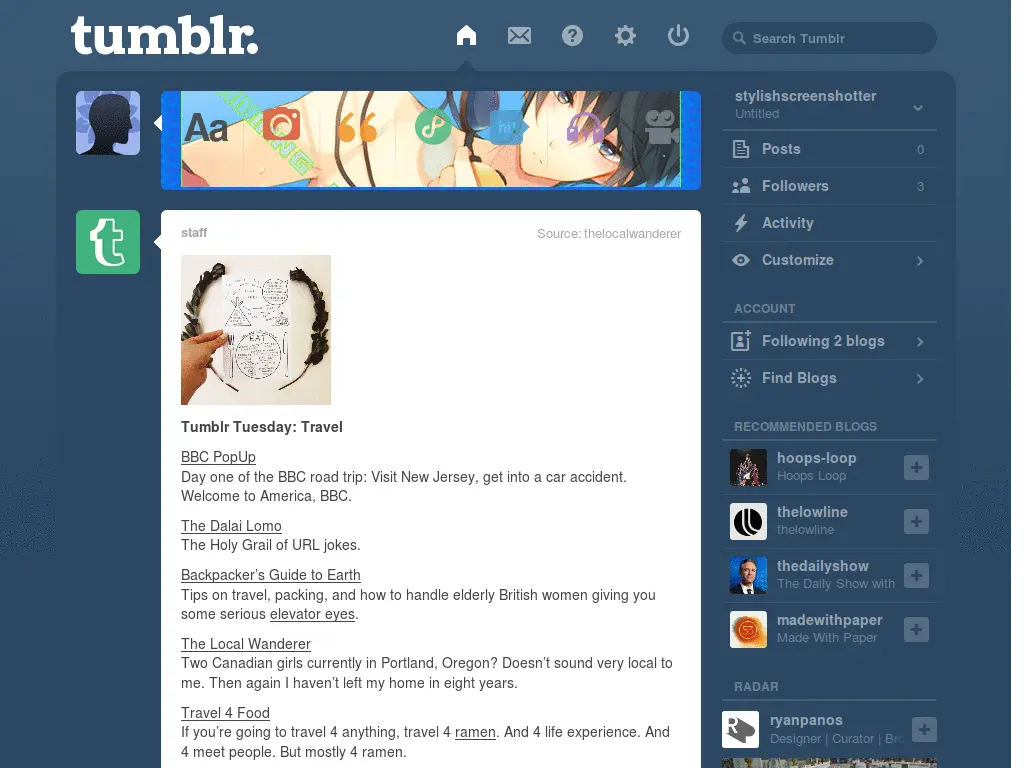 tumblr.
Search Tumblr
Aa
hi!
stylishscreenshotter
Untitled
Posts 0
Followers 3
Activity
Customize
ACCOUNT
Following 2 blogs
Find Blogs
RECOMMENDED BLOGS
hoops-loop
Hoops Loop
thelowline
thelowline
thedailyshow
The Daily Show with
madewithpaper
53
Made With Paper
RADAR
ryanpanos
Designer | Curator | Bro
staff
Source: thelocalwanderer
EAT
Tumblr Tuesday: Travel
BBC PopUp
Day one of the BBC road trip: Visit New Jersey, get into a car accident.
Welcome to America, BBC.
The Dalai Lomo
The Holy Grail of URL jokes.
Backpacker’s Guide to Earth
Tips on travel, packing, and how to handle elderly British women giving you
some serious elevator eyes.
The Local Wanderer
Two Canadian girls currently in Portland, Oregon? Doesn’t sound very local to
me. Then again I haven’t left my home in eight years.
Travel 4 Food
If you’re going to travel 4 anything, travel 4 ramen. And 4 life experience. And
4 meet people. But mostly 4 ramen.